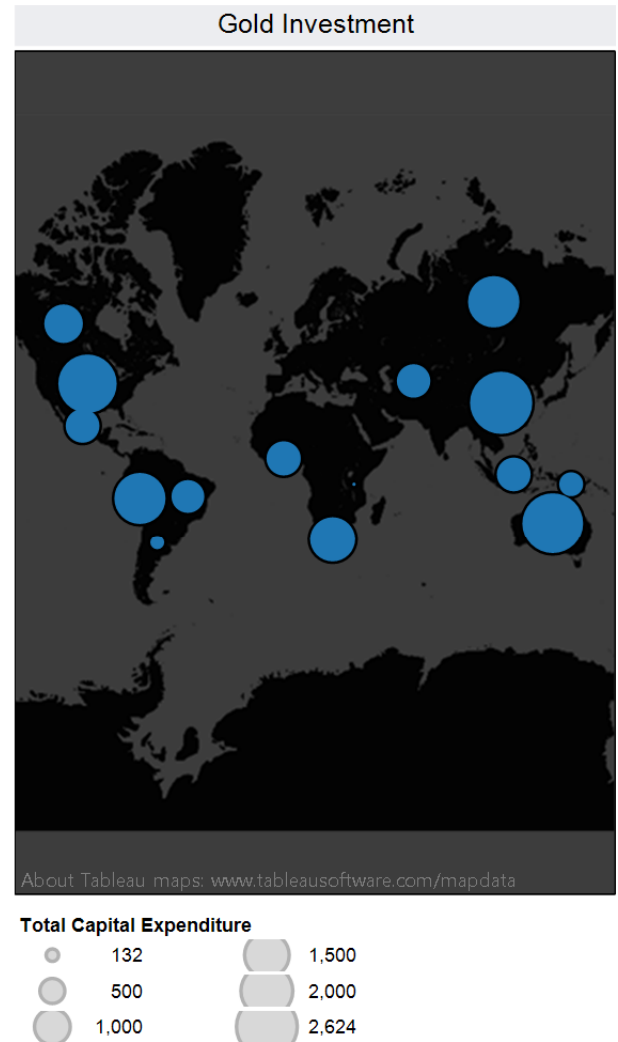 Gold Investment
About Tableau maps: www.tableausoftware.com/mapdata
Total Capital Expenditure
132 1,500
500 2,000
1,000 2,624